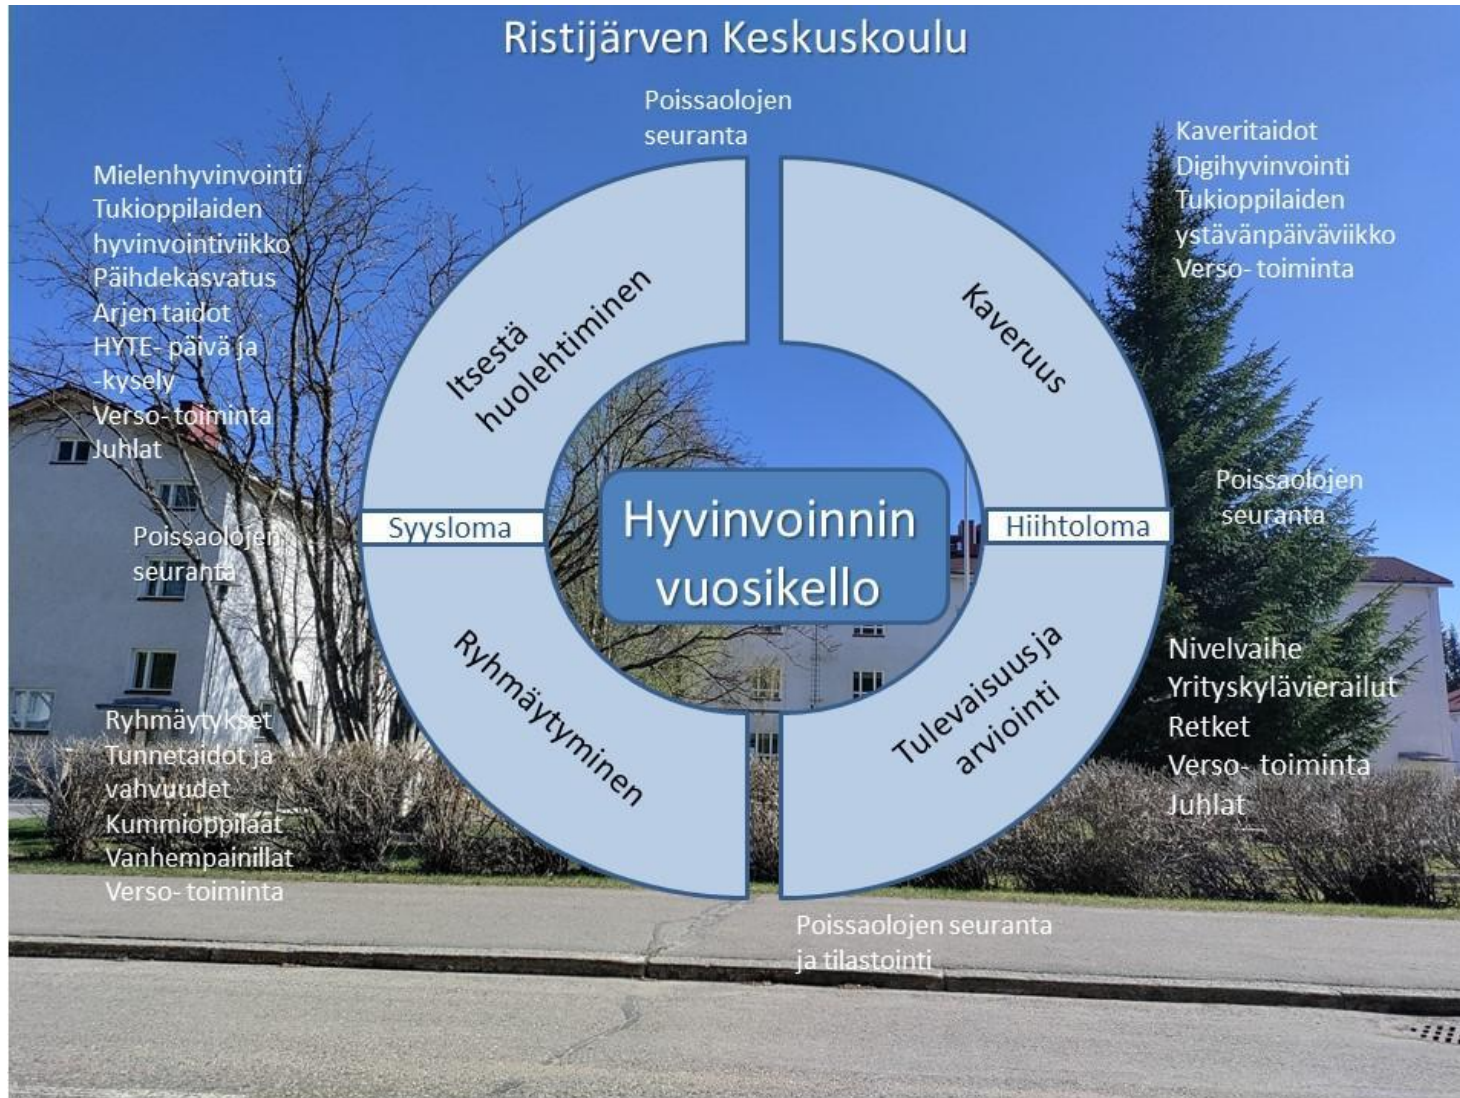 Ristijärven Keskuskoulu
Poissaolojen
seuranta
Mielenhyvinvointi
Tukioppilaiden
hyvinvointiviikko
Päihdekasvatus
Arjen taidot
HYTE- päivä ja
-kysely
Verso- toiminta
Juhlat
Kaveritaidot
Digihyvinvointi
Tukioppilaiden
ystävänpäiväviikko
Verso- toiminta
Itsestä
huolehtiminen
Kaveruus
Poissaolojen
seuranta
Syysloma
Hyvinvoinnin
vuosikello
Hiihtoloma
Poissaolojen
seuranta
Ryhmäytyminen
Tulevaisuus ja
arviointi
Nivelvaihe
Yrityskylävierailut
Retket
Verso- toiminta
Juhlat
Ryhmäytykset
Tunnetaidot ja
vahvuudet
Kummioppilaat
Vanhempainillat
Verso- toiminta
Poissaolojen seuranta
ja tilastointi